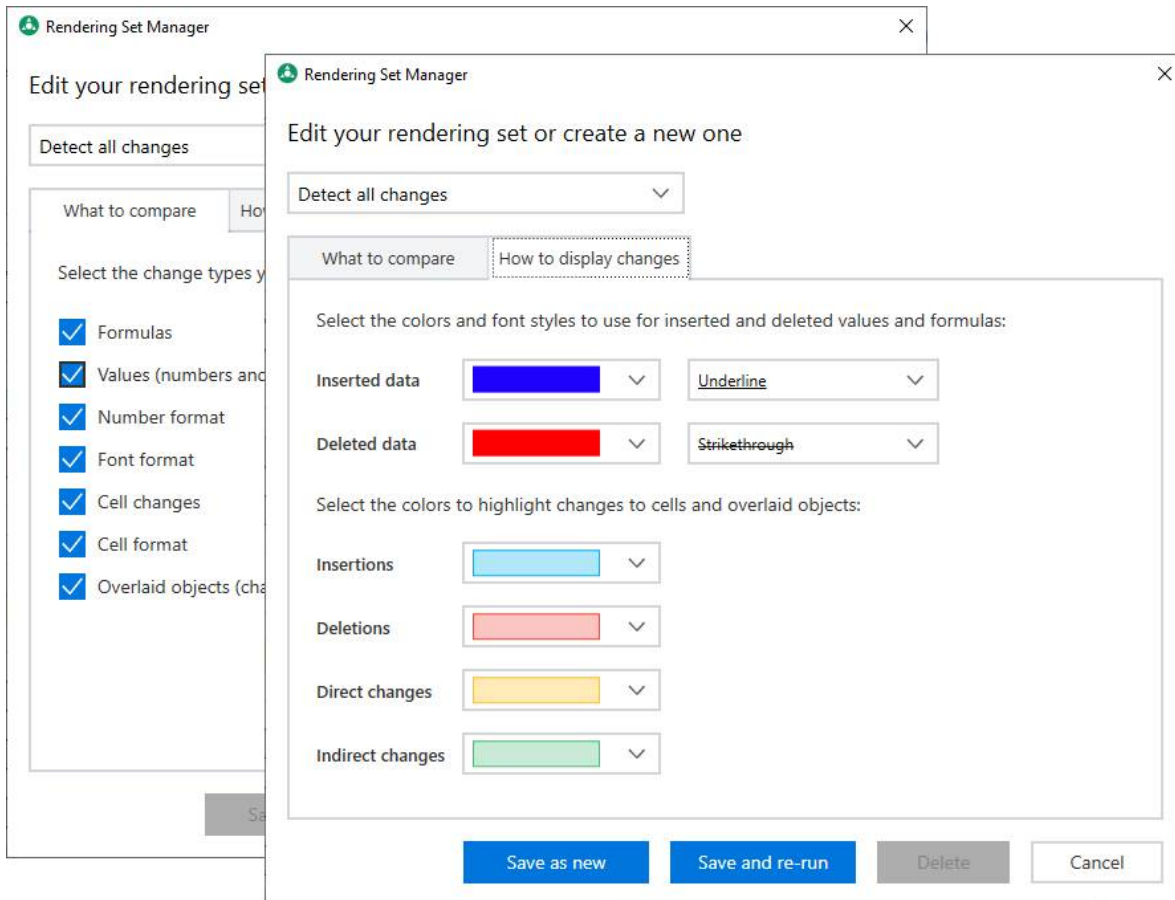 Rendering Set Manager
Edit your rendering set
Detect all changes
What to compare
Select the change types
Formulas
Values (numbers and
Number format
Font format
Cell changes
Cell format
Overlaid objects
Rendering Set Manager
Edit your rendering set or create a new one
Detect all changes
What to compare How to display changes
Select the colors and font styles to use for inserted and deleted values and formulas:
Inserted data Underline
Deleted data Strikethrough
Select the colors to highlight changes to cells and overlaid objects:
Insertions
Deletions
Direct changes
Indirect changes
Save as new Save and re-run Delete Cancel